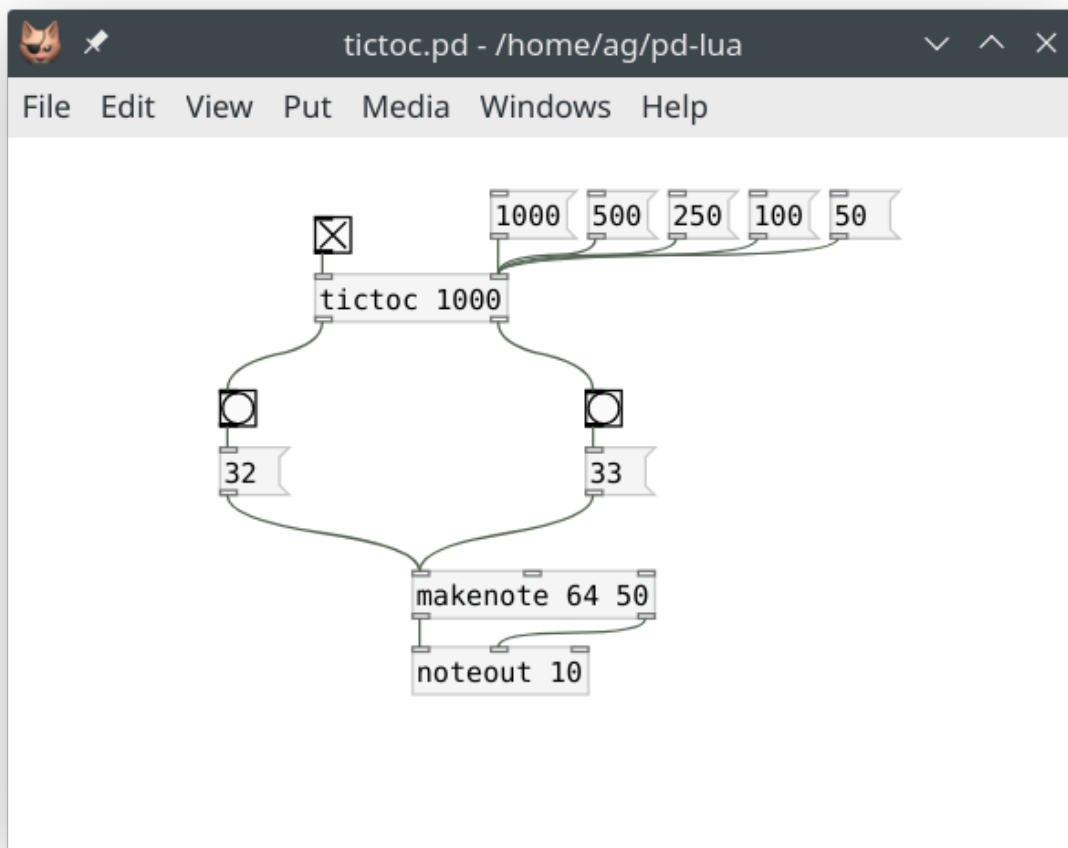 tictoc.pd - /home/ag/pd-lua
File Edit View Put Media Windows Help
1000 500 250 100 50
tictoc 1000
32 33
makenote 64 50
noteout 10